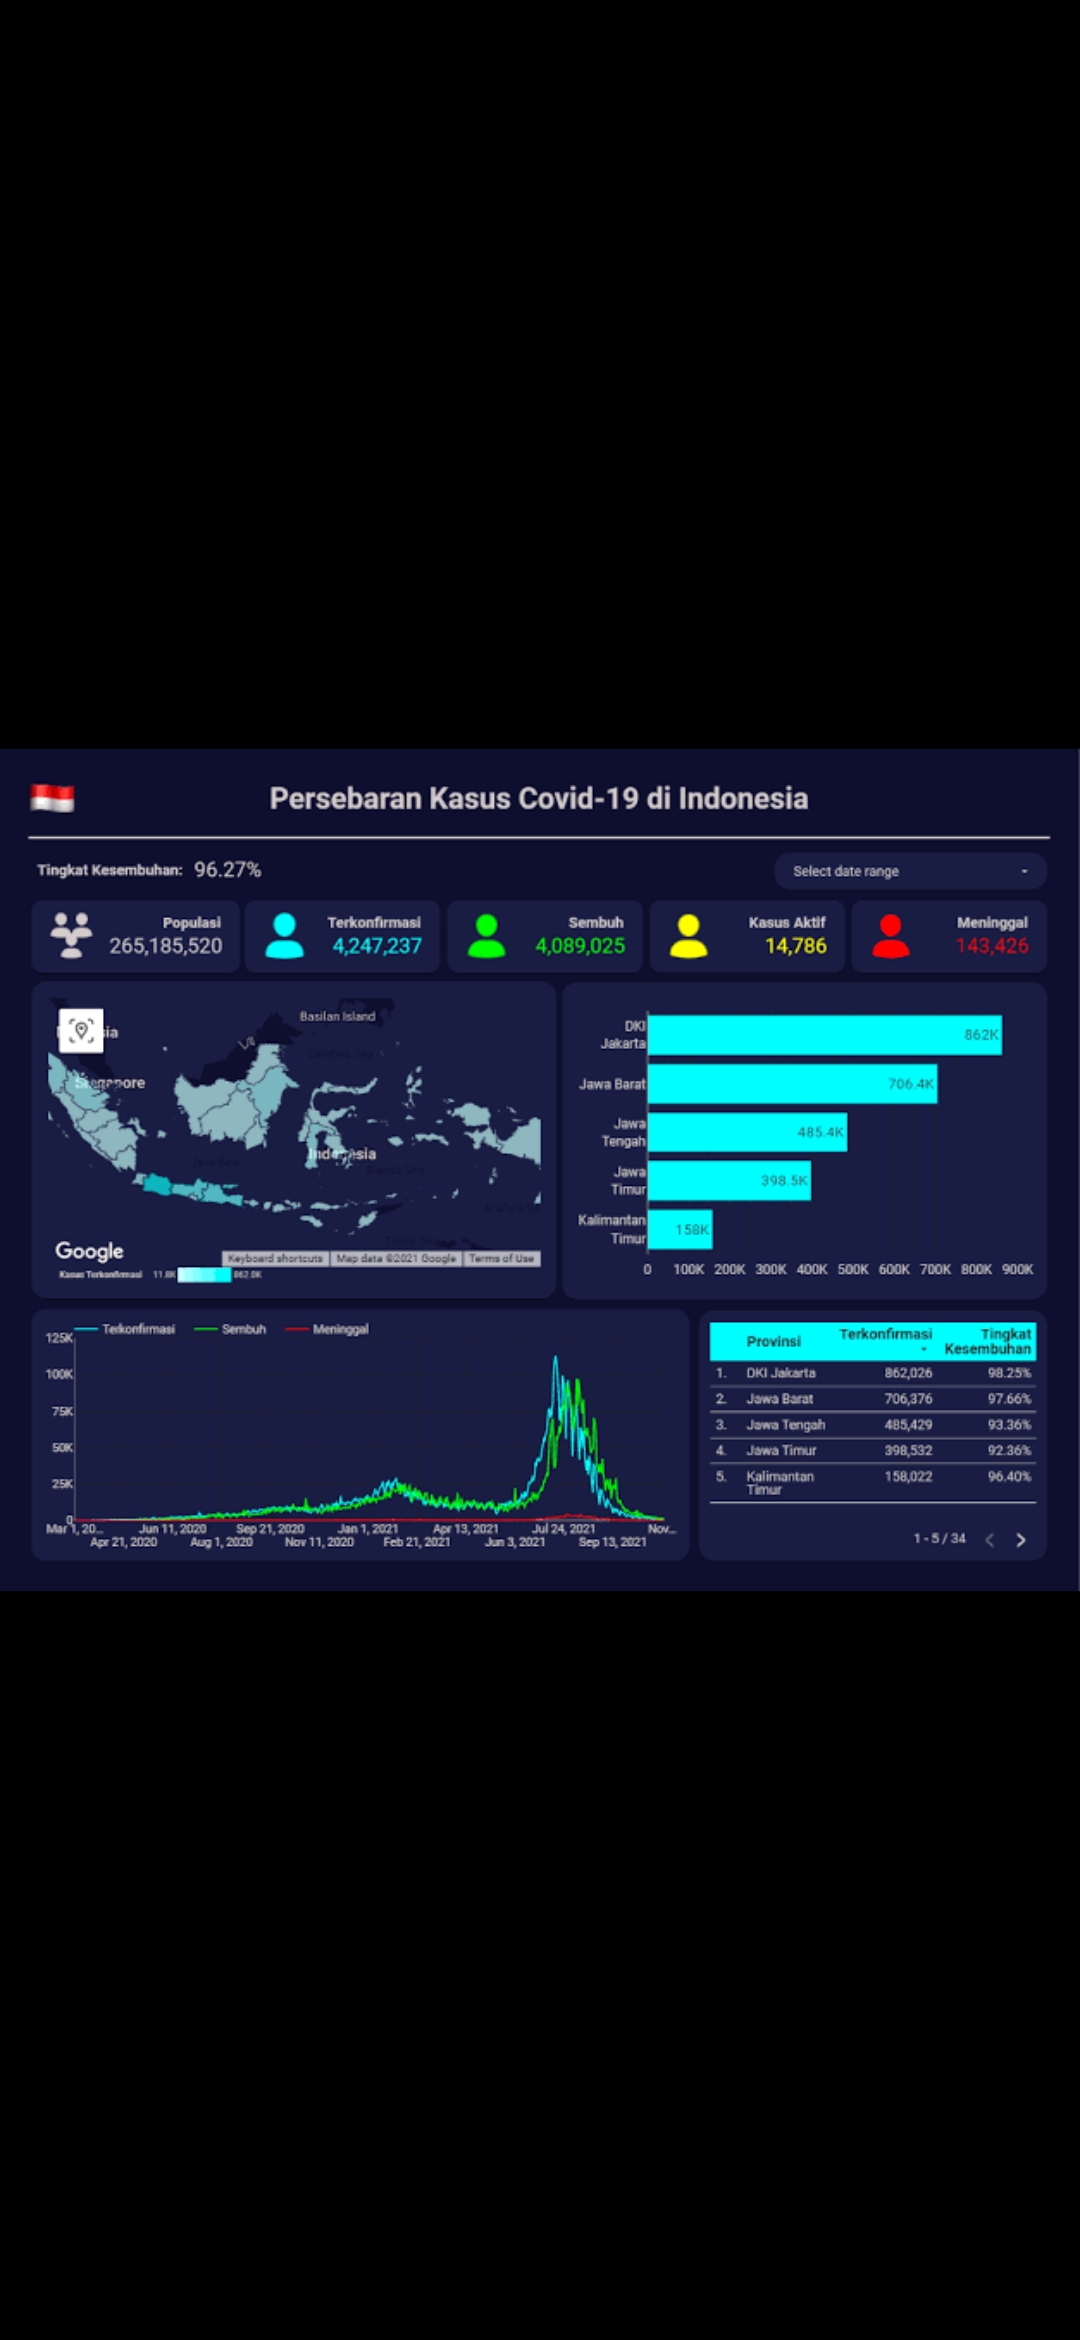 Persebaran Kasus Covid-19 di Indonesia
Tingkat Kesembuhan: 96.27%
Select date range
Populasi
265,185,520
Terkonfirmasi
4,247,237
Sembuh
4,089,025
Kasus Aktif
14,786
Meninggal
143,426
Basilan Island
Singapore
Indonesia
Java Sea
Banda Sea
Google
Keyboard shortcuts
Map data ©2021 Google
Terms of Use
Kasus Terkonfirmasi 11.8K 862.0K
DKI
Jakarta
862K
Jawa Barat
706.4K
Jawa
Tengah
485.4K
Jawa
Timur
398.5K
Kalimantan
Timur
158K
0 100K 200K 300K 400K 500K 600K 700K 800K 900K
Terkonfirmasi Sembuh Meninggal
125K
100K
75K
50K
25K
0
Mar 1, 20... Jun 11, 2020 Sep 21, 2020 Jan 1, 2021 Apr 13, 2021 Jul 24, 2021 Nov...
Apr 21, 2020 Aug 1, 2020 Nov 11, 2020 Feb 21, 2021 Jun 3, 2021 Sep 13, 2021
Provinsi Terkonfirmasi Tingkat
Kesembuhan
1. DKI Jakarta 862,026 98.25%
2. Jawa Barat 706,376 97.66%
3. Jawa Tengah 485,429 93.36%
4. Jawa Timur 398,532 92.36%
5. Kalimantan 158,022 96.40%
Timur
1 - 5 / 34